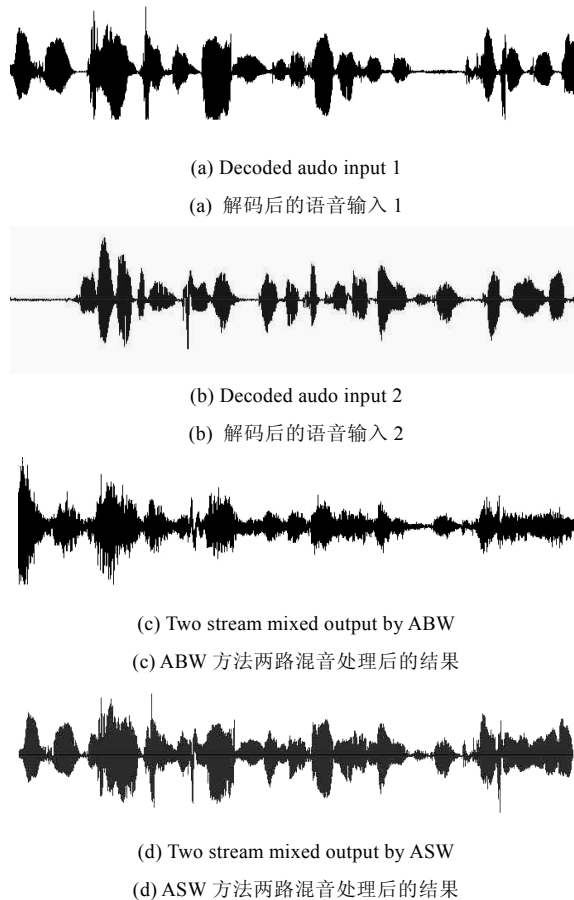 (a) Decoded audo input 1
(a) 解码后的语音输入 1
(b) Decoded audo input 2
(b) 解码后的语音输入 2
(c) Two stream mixed output by ABW
(c) ABW 方法两路混音处理后的结果
(d) Two stream mixed output by ASW
(d) ASW 方法两路混音处理后的结果